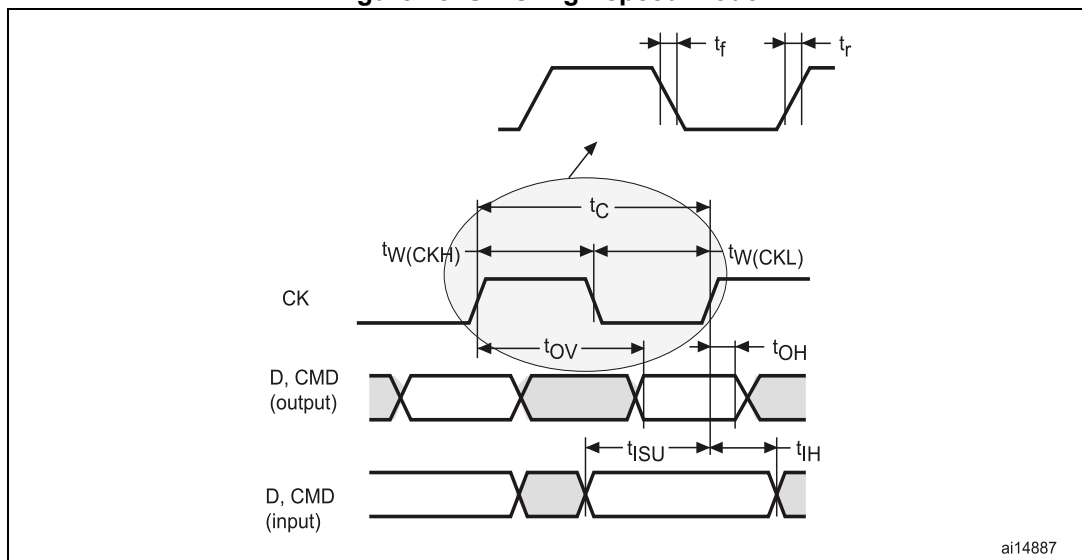 tf
tr
tC
tW(CKH)
tW(CKL)
CK
tOV
tOH
D, CMD
(output)
tISU
tIH
D, CMD
(input)
ai14887